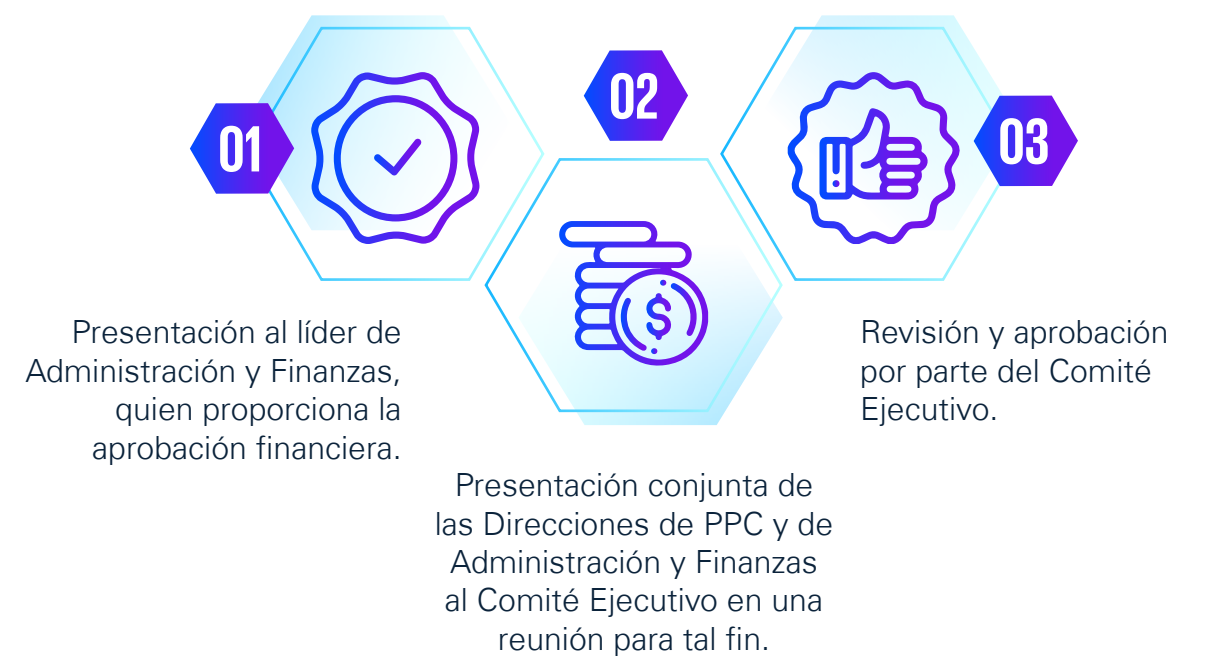 01
Presentación al líder de
Administración y Finanzas,
quien proporciona la
aprobación financiera.
02
$
Presentación conjunta de
las Direcciones de PPC y de
Administración y Finanzas
al Comité Ejecutivo en una
reunión para tal fin.
03
Revisión y aprobación
por parte del Comité
Ejecutivo.